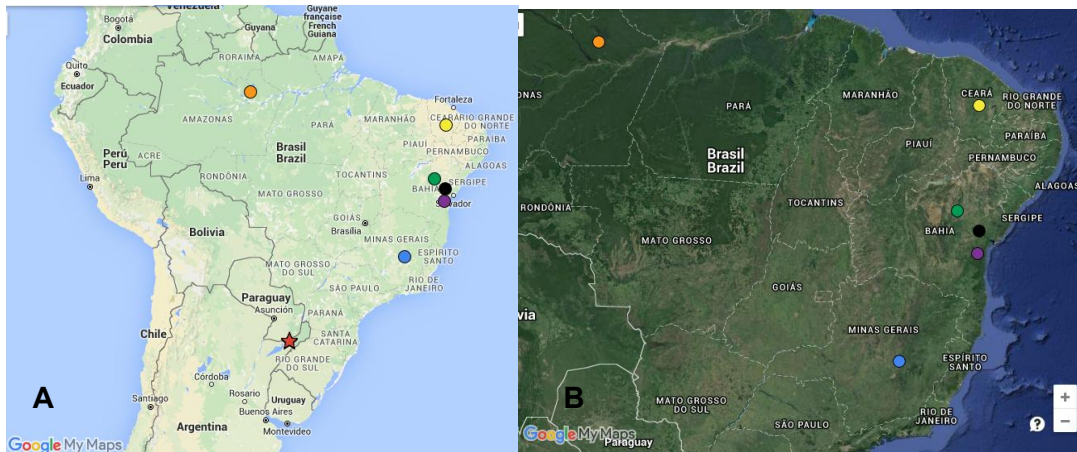 Venezuela
Bogotá
Colombia
Guyane
française
French
Guiana
Guyana
RORAIMA
AMAPÁ
Quito
Ecuador
Fortaleza
AMAZONAS
PARÁ
MARANHÃO
CEARÁ
RIO GRANDE
DO NORTE
PARAÍBA
PIAUÍ
PERNAMBUCO
ACRE
Perú
Peru
Brasil
Brazil
ALAGOAS
TOCANTINS
RONDÔNIA
SERGIPE
BAHIA
Lima
MATO GROSSO
Salvador
GOIÁS
Brasília
Bolivia
MINAS GERAIS
ESPÍRITO
SANTO
MATO GROSSO
DO SUL
RIO DE
JANEIRO
SÃO PAULO
Paraguay
Asunción
PARANÁ
Chile
SANTA
CATARINA
RIO GRANDE
DO SUL
Córdoba
Rosario
Uruguay
Santiago
Buenos Aires
Montevideo
Argentina
A
Google My Maps
ONAS
PARÁ
MARANHÃO
CEARÁ
RIO GRANDE
DO NORTE
PARAÍBA
PIAUÍ
Brasil
Brazil
PERNAMBUCO
ALAGOAS
RONDÔNIA
TOCANTINS
SERGIPE
BAHIA
MATO GROSSO
GOIÁS
via
MINAS GERAIS
ESPÍRITO
SANTO
MATO GROSSO
DO SUL
RIO DE
JANEIRO
SÃO PAULO
B
Google My Maps
Paraguay
+
−
?